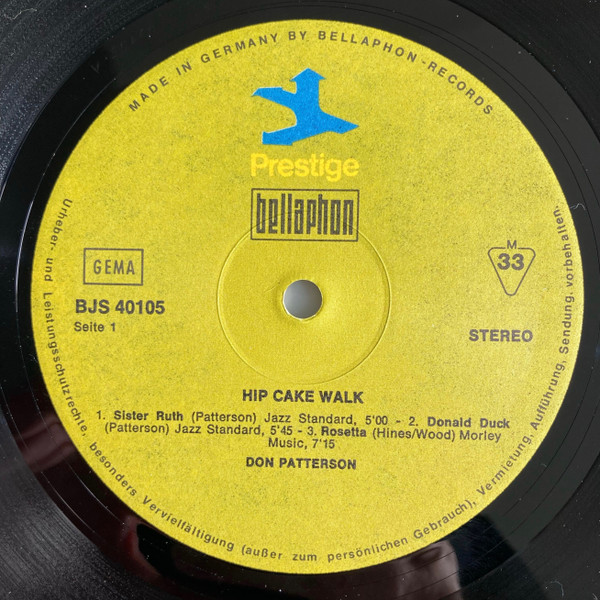 MADE IN GERMANY BY BELLAPHON-RECORDS
Prestige
bellaphon
GEMA
BJS 40105
Seite 1
M
33
STEREO
HIP CAKE WALK
1. Sister Ruth (Patterson) Jazz Standard, 5'00 - 2. Donald Duck
(Patterson) Jazz Standard, 5'45 - 3. Rosetta (Hines/Wood) Morley
Music, 7'15
DON PATTERSON
Urheber- und Leistungsschutzrechte, besonders Vervielfältigung (außer zum persönlichen Gebrauch), Vermietung, Aufführung, Sendung, vorbehalten.